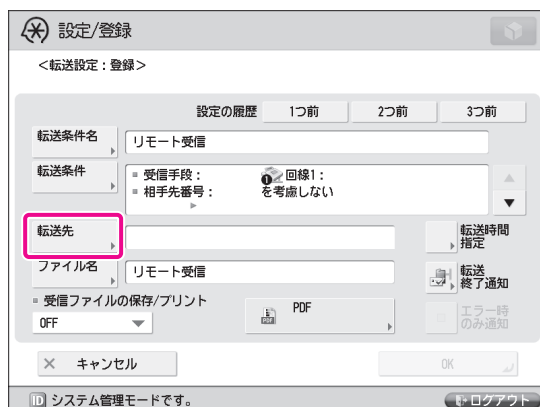 設定/登録
＜転送設定：登録＞
設定の履歴 1つ前 2つ前 3つ前
転送条件名 リモート受信
転送条件 ■ 受信手段： 回線1：
■ 相手先番号： を考慮しない
転送先 転送時間指定
ファイル名 リモート受信 転送終了通知
■ 受信ファイルの保存/プリント
OFF PDF エラー時のみ通知
キャンセル OK
システム管理モードです。 ログアウト